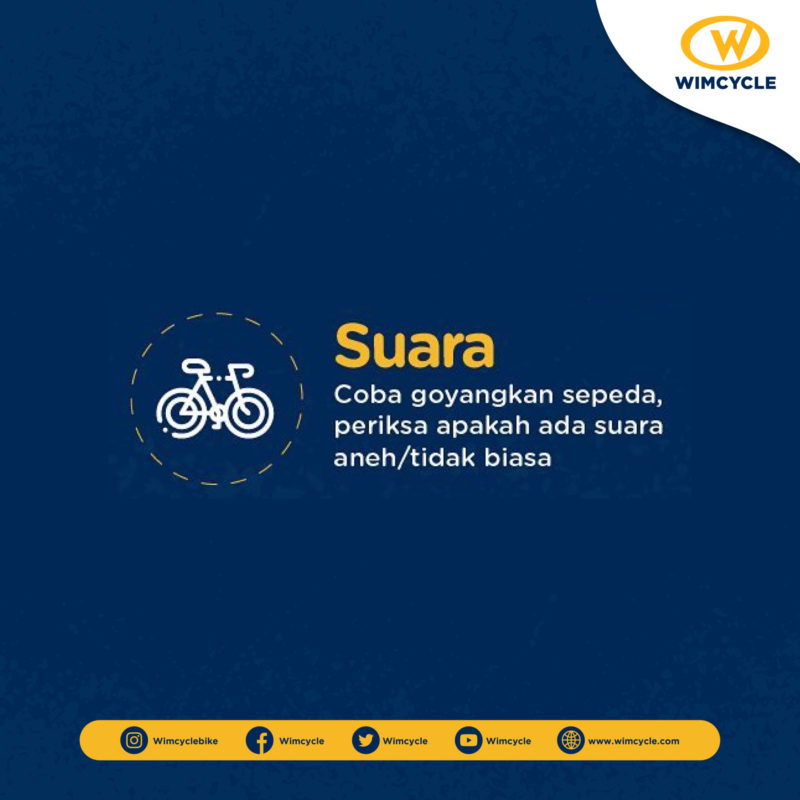 W
WIMCYCLE
Suara
Coba goyangkan sepeda,
periksa apakah ada suara
aneh/tidak biasa
Wimcyclebike Wimcycle Wimcycle Wimcycle www.wimcycle.com